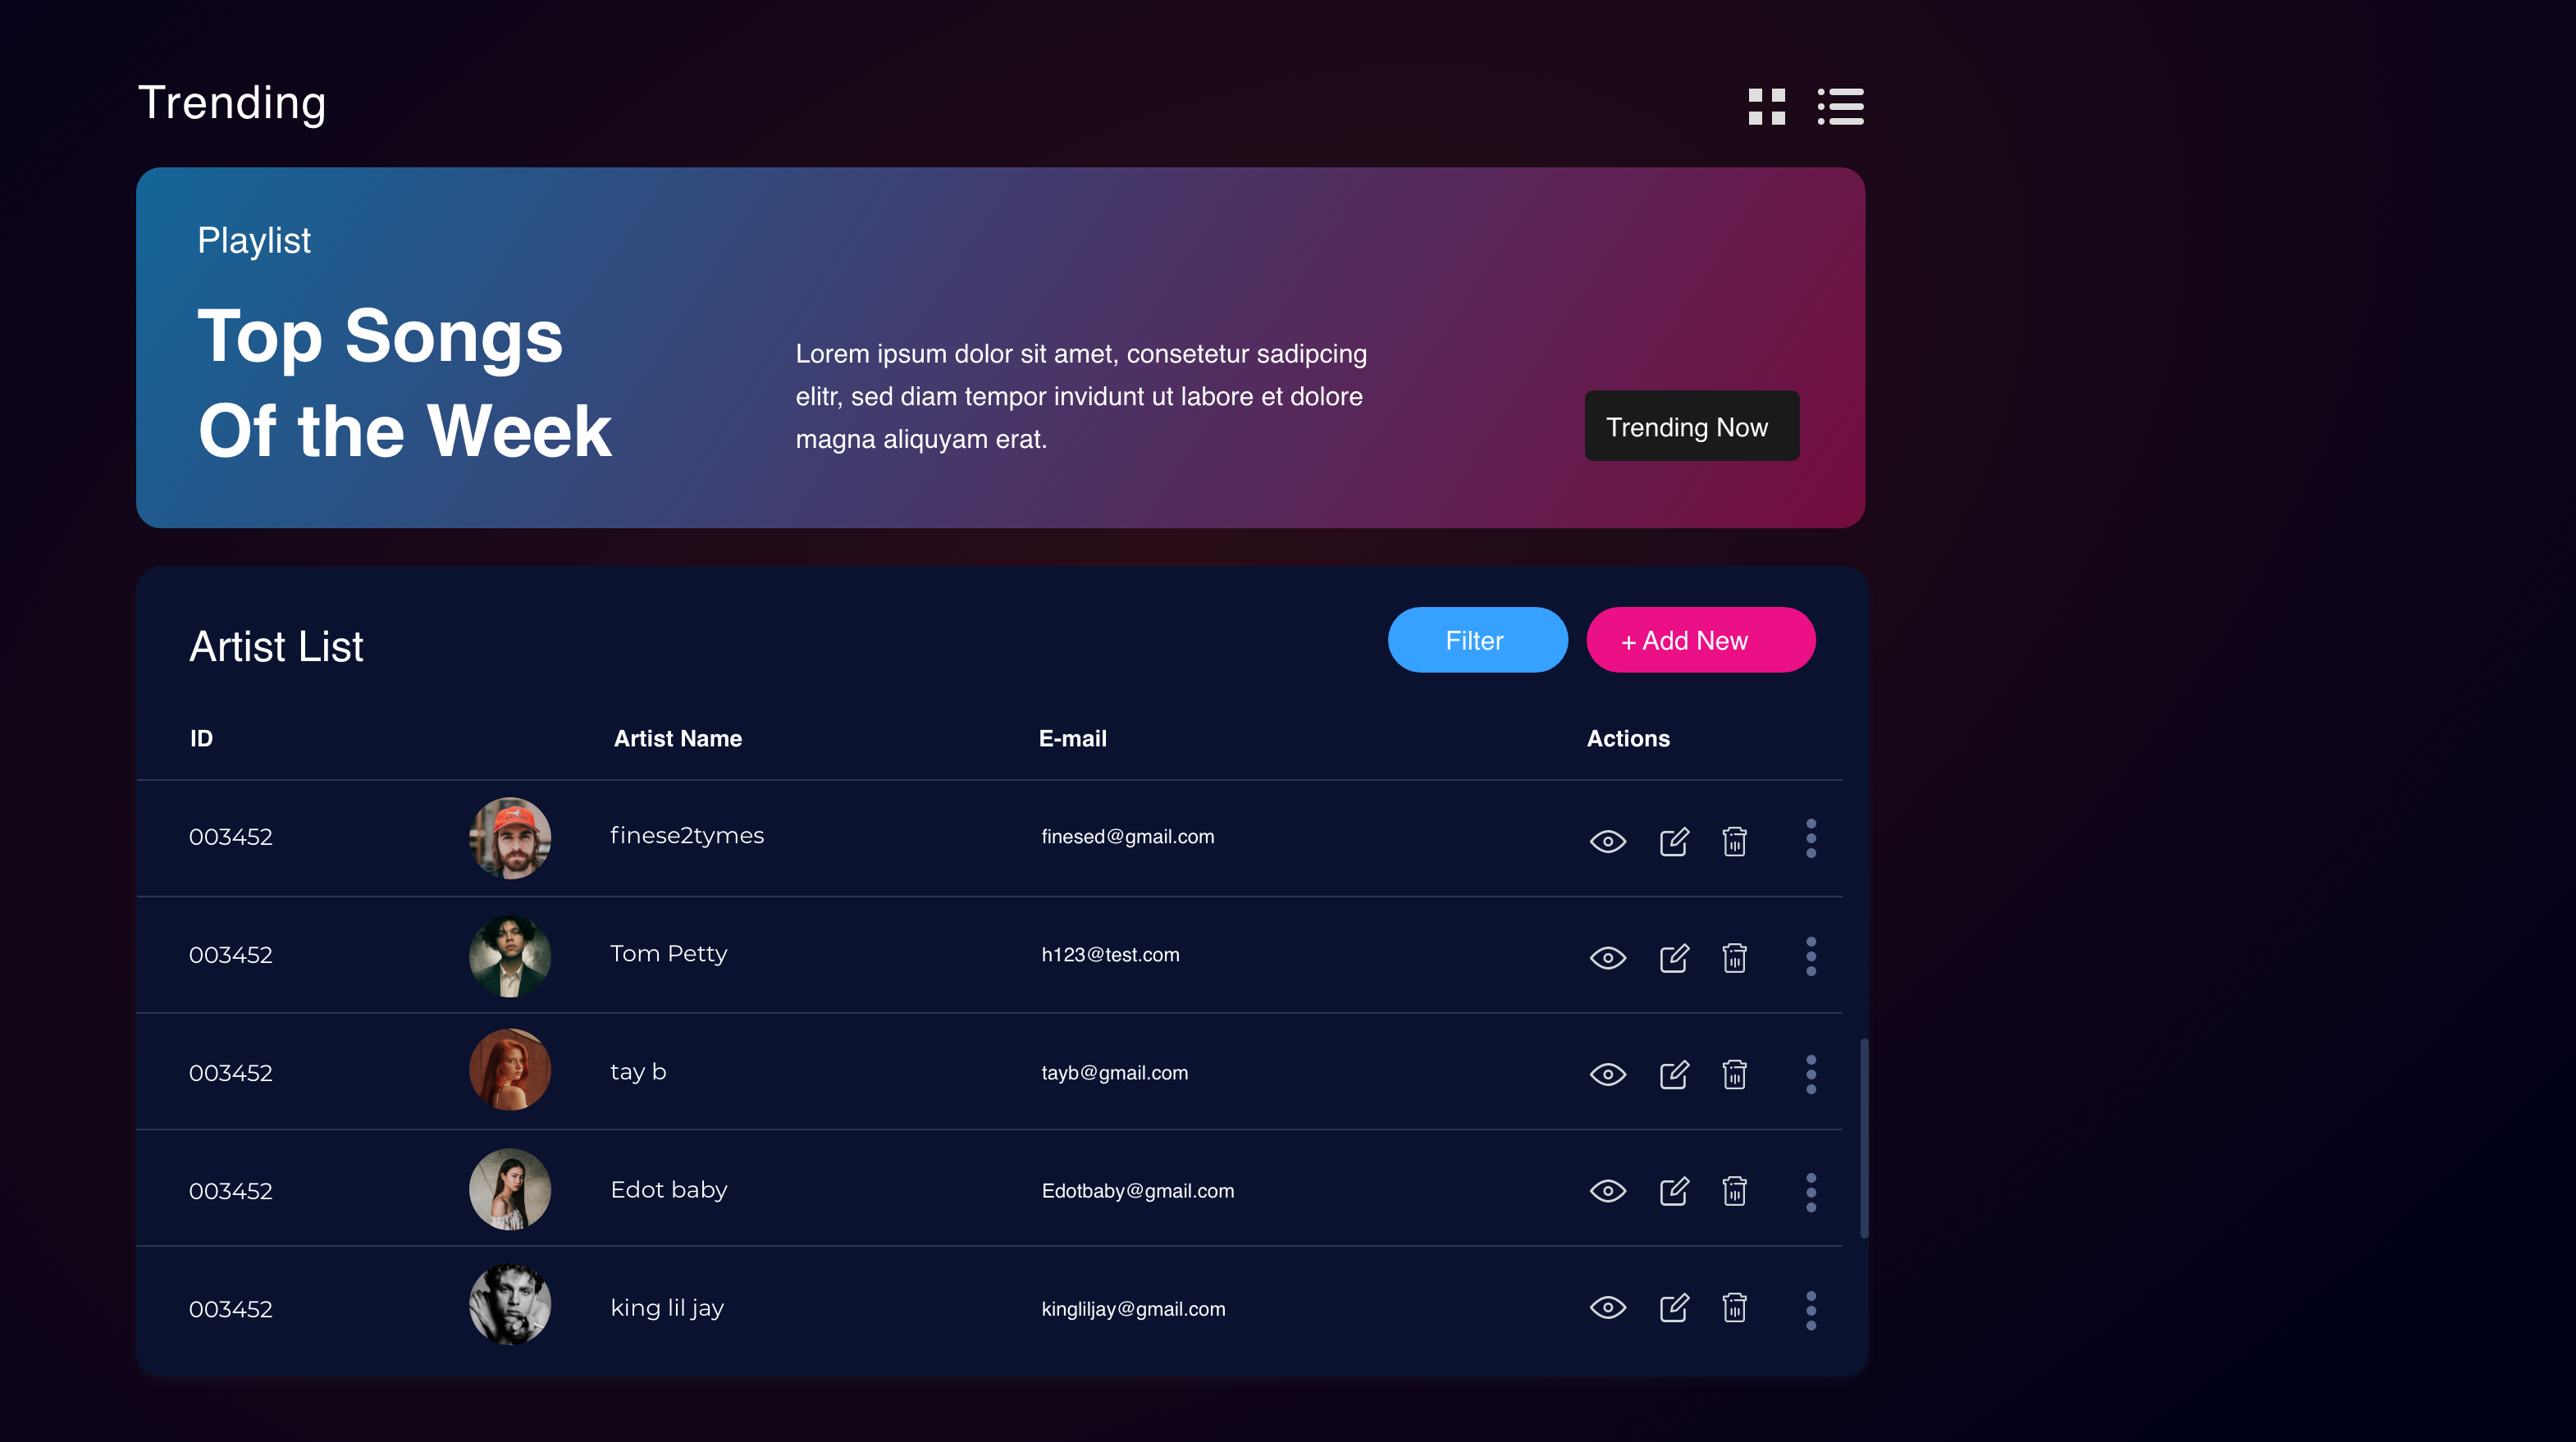 Trending
Playlist
Top Songs
Of the Week
Lorem ipsum dolor sit amet, consetetur sadipcing
elitr, sed diam tempor invidunt ut labore et dolore
magna aliquyam erat.
Trending Now
Artist List
Filter
+ Add New
ID Artist Name E-mail Actions
003452 finese2tymes finesed@gmail.com
003452 Tom Petty h123@test.com
003452 tay b tayb@gmail.com
003452 Edot baby Edotbaby@gmail.com
003452 king lil jay kingliljay@gmail.com